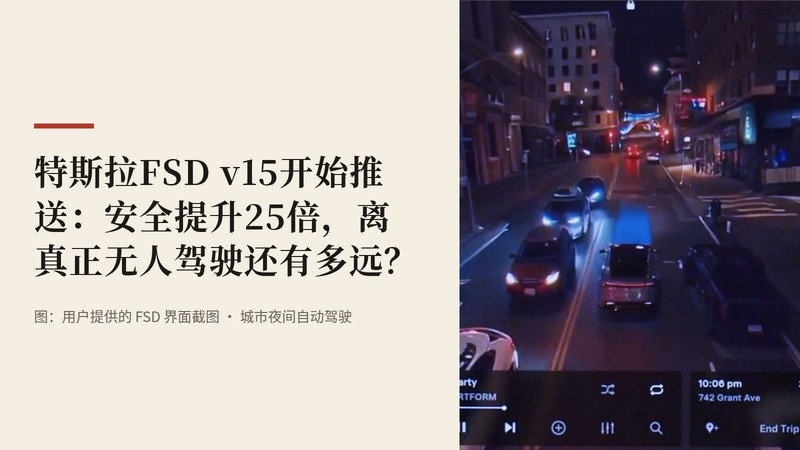 特斯拉FSD v15开始推
送：安全提升25倍，离
真正无人驾驶还有多远？
图：用户提供的 FSD 界面截图 · 城市夜间自动驾驶
arty
RTFORM
10:06 pm
742 Grant Ave
End Trip